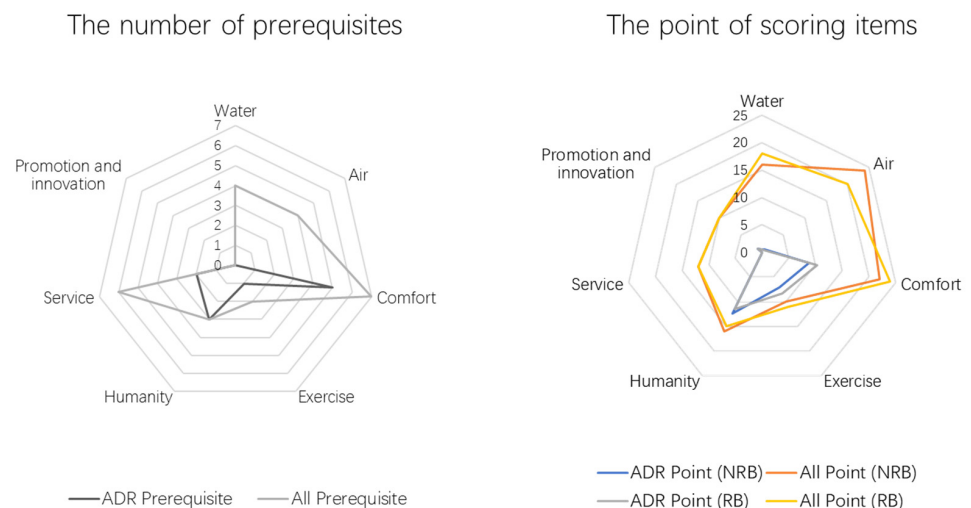 The number of prerequisites
Water
7
6
5
4
3
2
1
0
Promotion and
innovation
Air
Service
Comfort
Humanity
Exercise
ADR Prerequisite
All Prerequisite
The point of scoring items
Water
25
20
15
10
5
0
Promotion and
innovation
Air
Service
Comfort
Humanity
Exercise
ADR Point (NRB)
All Point (NRB)
ADR Point (RB)
All Point (RB)